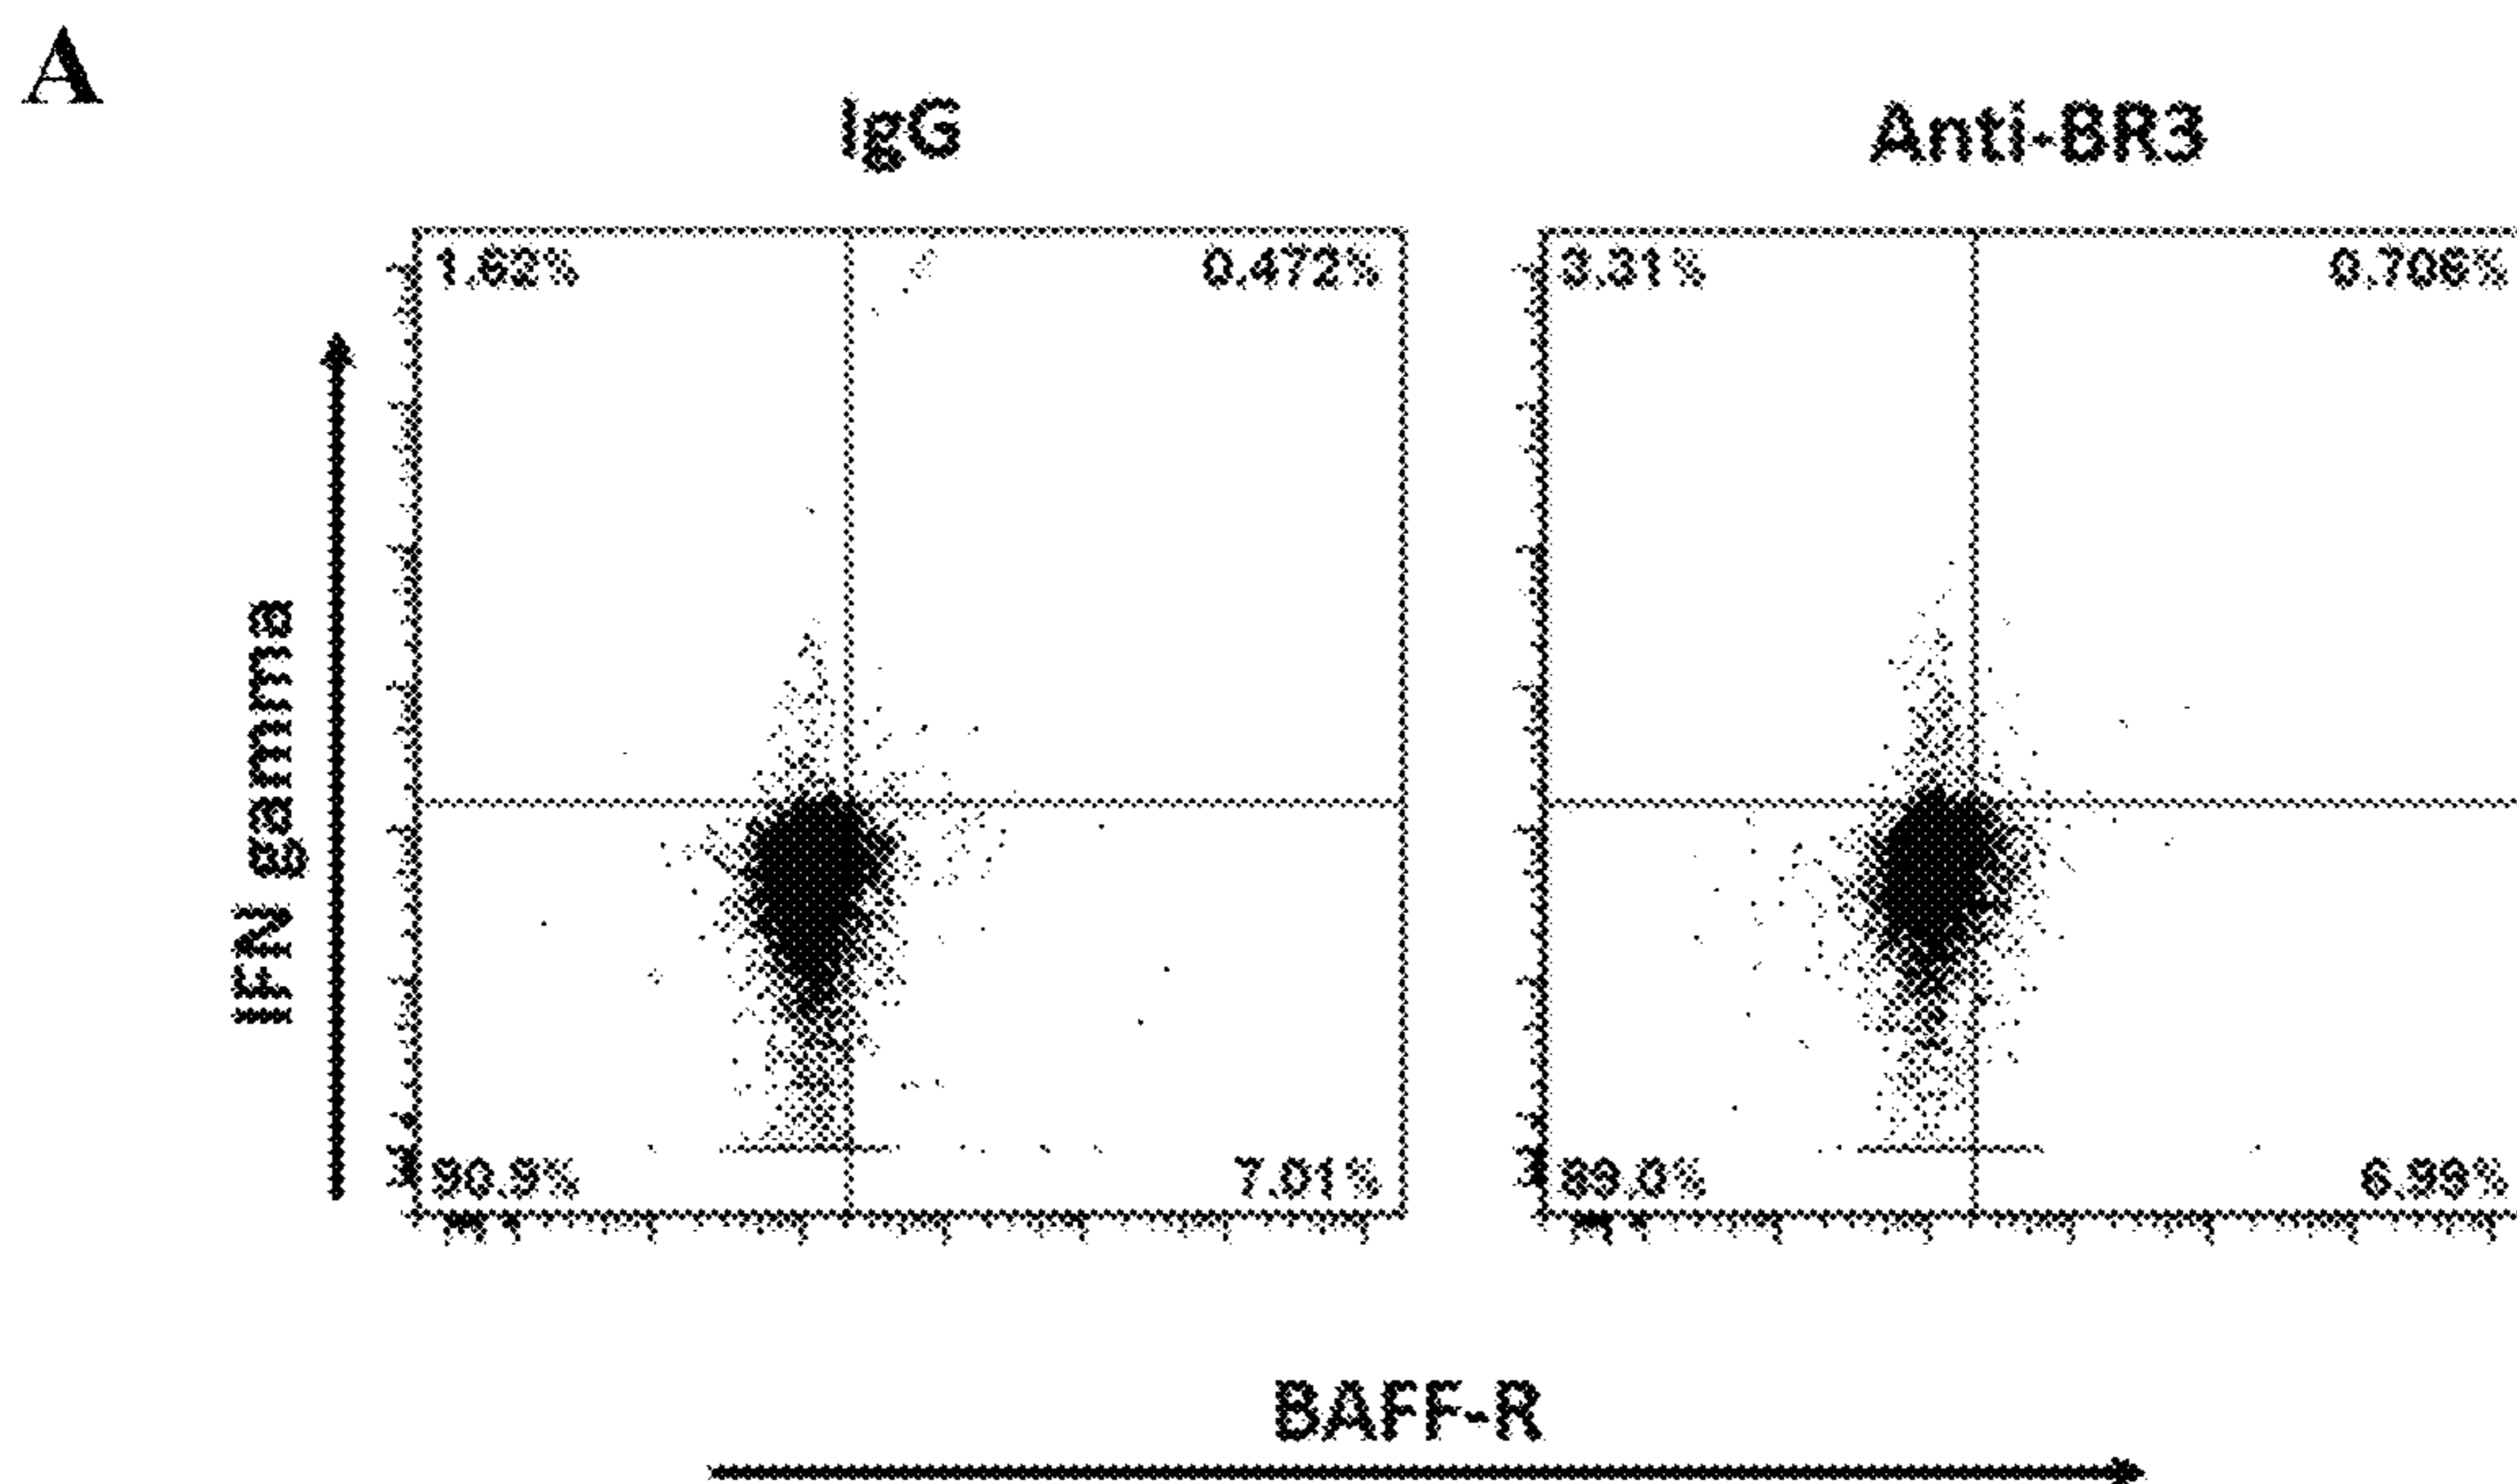 A
IgG
Anti-BR3
1.62%
0.472%
3.31%
0.706%
IFN gamma
90.9%
7.01%
89.0%
6.99%
BAFF-R